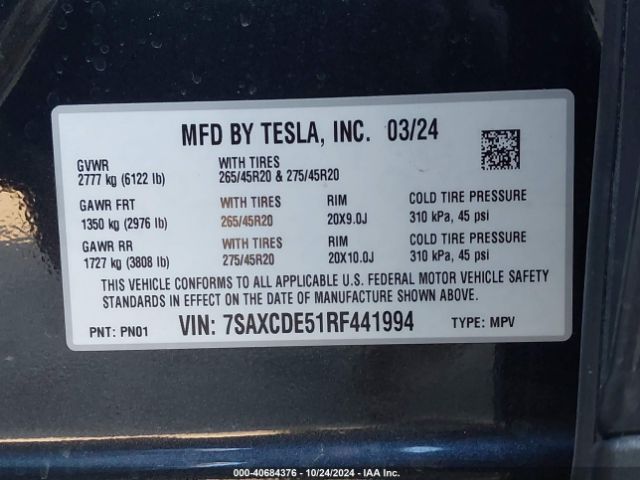 MFD BY TESLA, INC. 03/24
GVWR WITH TIRES
2777 kg (6122 lb) 265/45R20 & 275/45R20
GAWR FRT WITH TIRES RIM COLD TIRE PRESSURE
1350 kg (2976 lb) 265/45R20 20X9.0J 310 kPa, 45 psi
GAWR RR WITH TIRES RIM COLD TIRE PRESSURE
1727 kg (3808 lb) 275/45R20 20X10.0J 310 kPa, 45 psi
THIS VEHICLE CONFORMS TO ALL APPLICABLE U.S. FEDERAL MOTOR VEHICLE SAFETY
STANDARDS IN EFFECT ON THE DATE OF MANUFACTURE SHOWN ABOVE.
PNT: PN01 VIN: 7SAXCDE51RF441994 TYPE: MPV
000-40684376 - 10/24/2024 - IAA Inc.